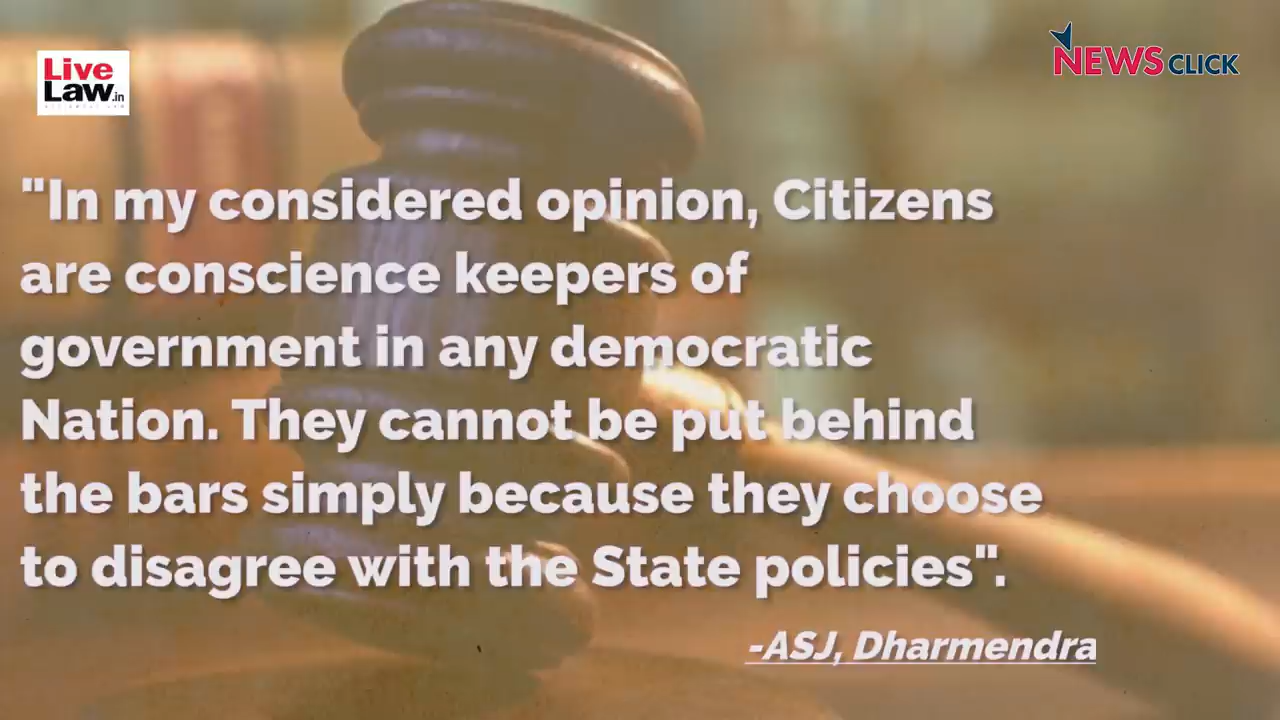 Live
Law.in
NEWSCLICK
"In my considered opinion, Citizens
are conscience keepers of
government in any democratic
Nation. They cannot be put behind
the bars simply because they choose
to disagree with the State policies".
-ASJ, Dharmendra